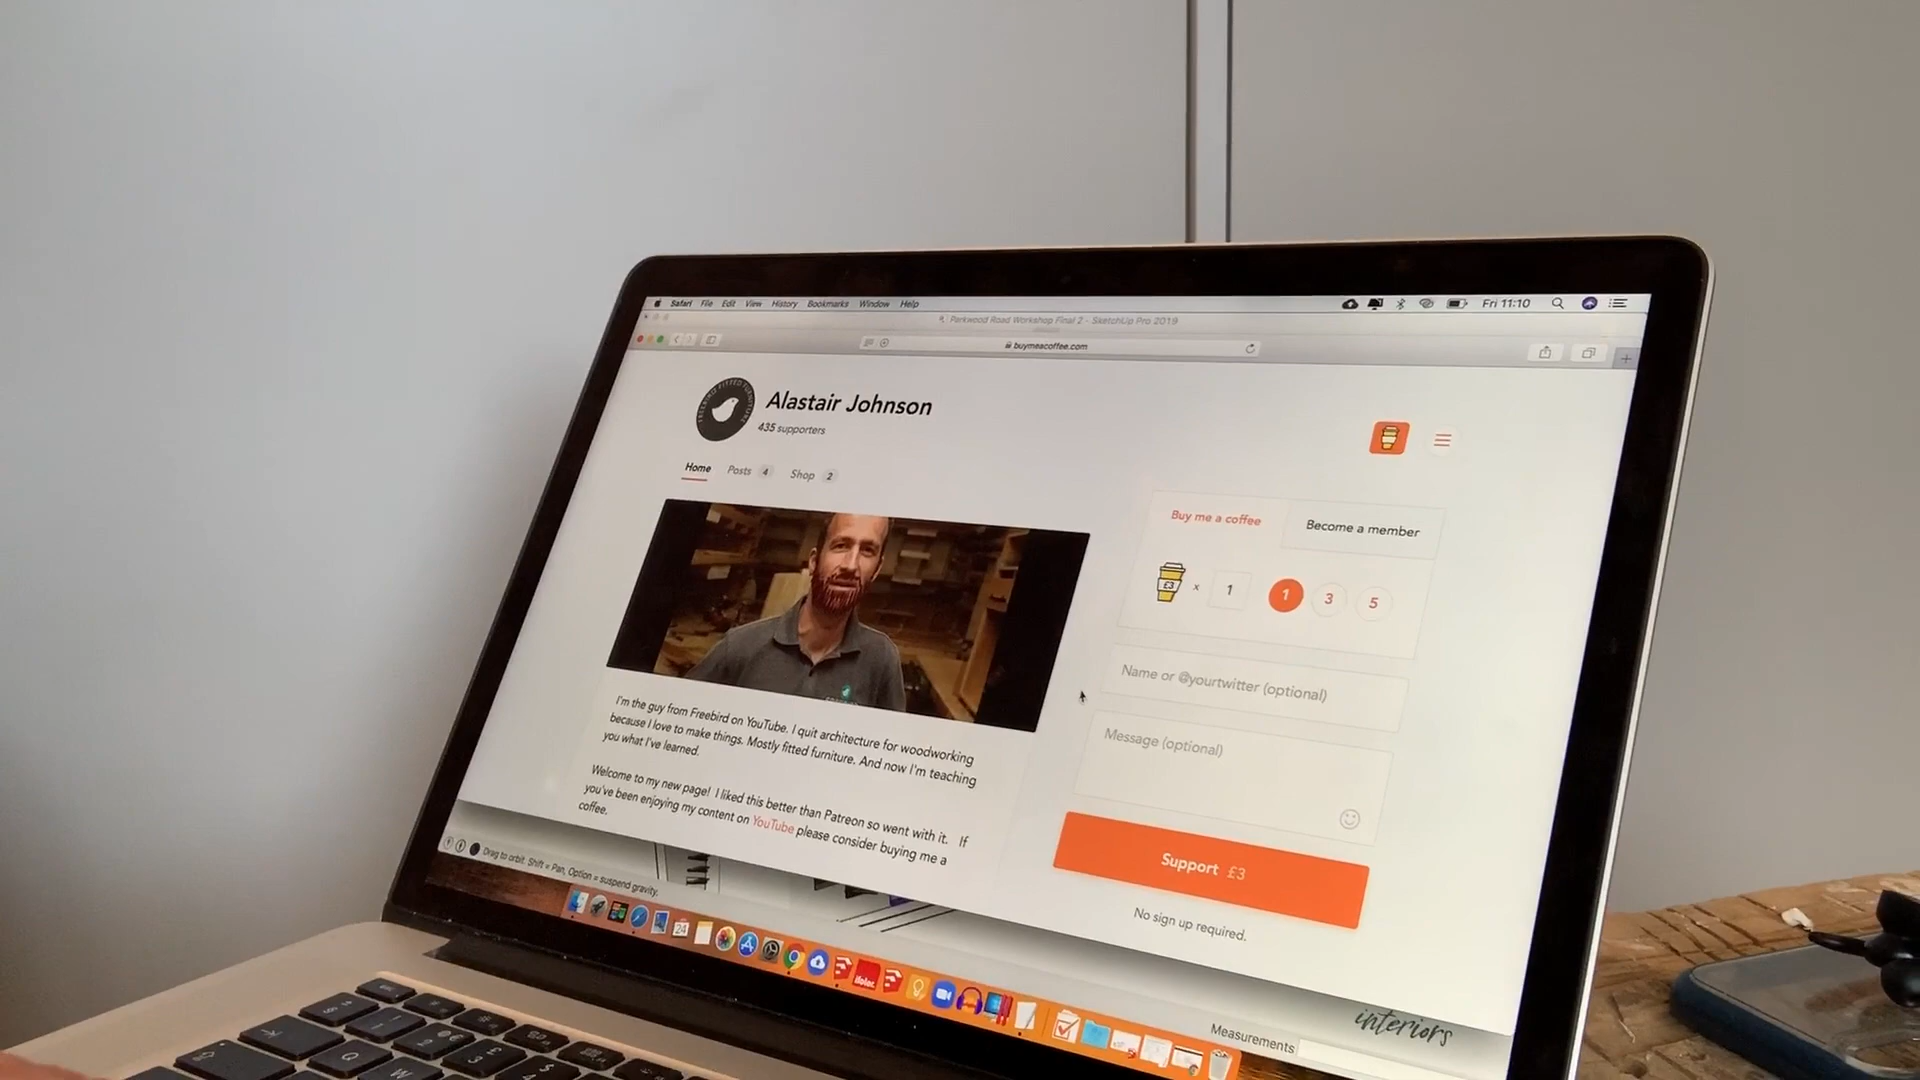 Safari File Edit View History Bookmarks Window Help
Fri 11:10
Parkwood Road Workshop Final 2 - SketchUp Pro 2019
buymeacoffee.com
Alastair Johnson
435 supporters
Home Posts 4 Shop 2
Buy me a coffee
Become a member
£3 x 1 1 3 5
Name or @yourtwitter (optional)
Message (optional)
Support £3
No sign up required.
I'm the guy from Freebird on YouTube. I quit architecture for woodworking
because I love to make things. Mostly fitted furniture. And now I'm teaching
you what I've learned.
Welcome to my new page! I liked this better than Patreon so went with it. If
you've been enjoying my content on YouTube please consider buying me a
coffee.
Drag to orbit. Shift = Pan, Option = suspend gravity.
24
interiors
Measurements
Q
W